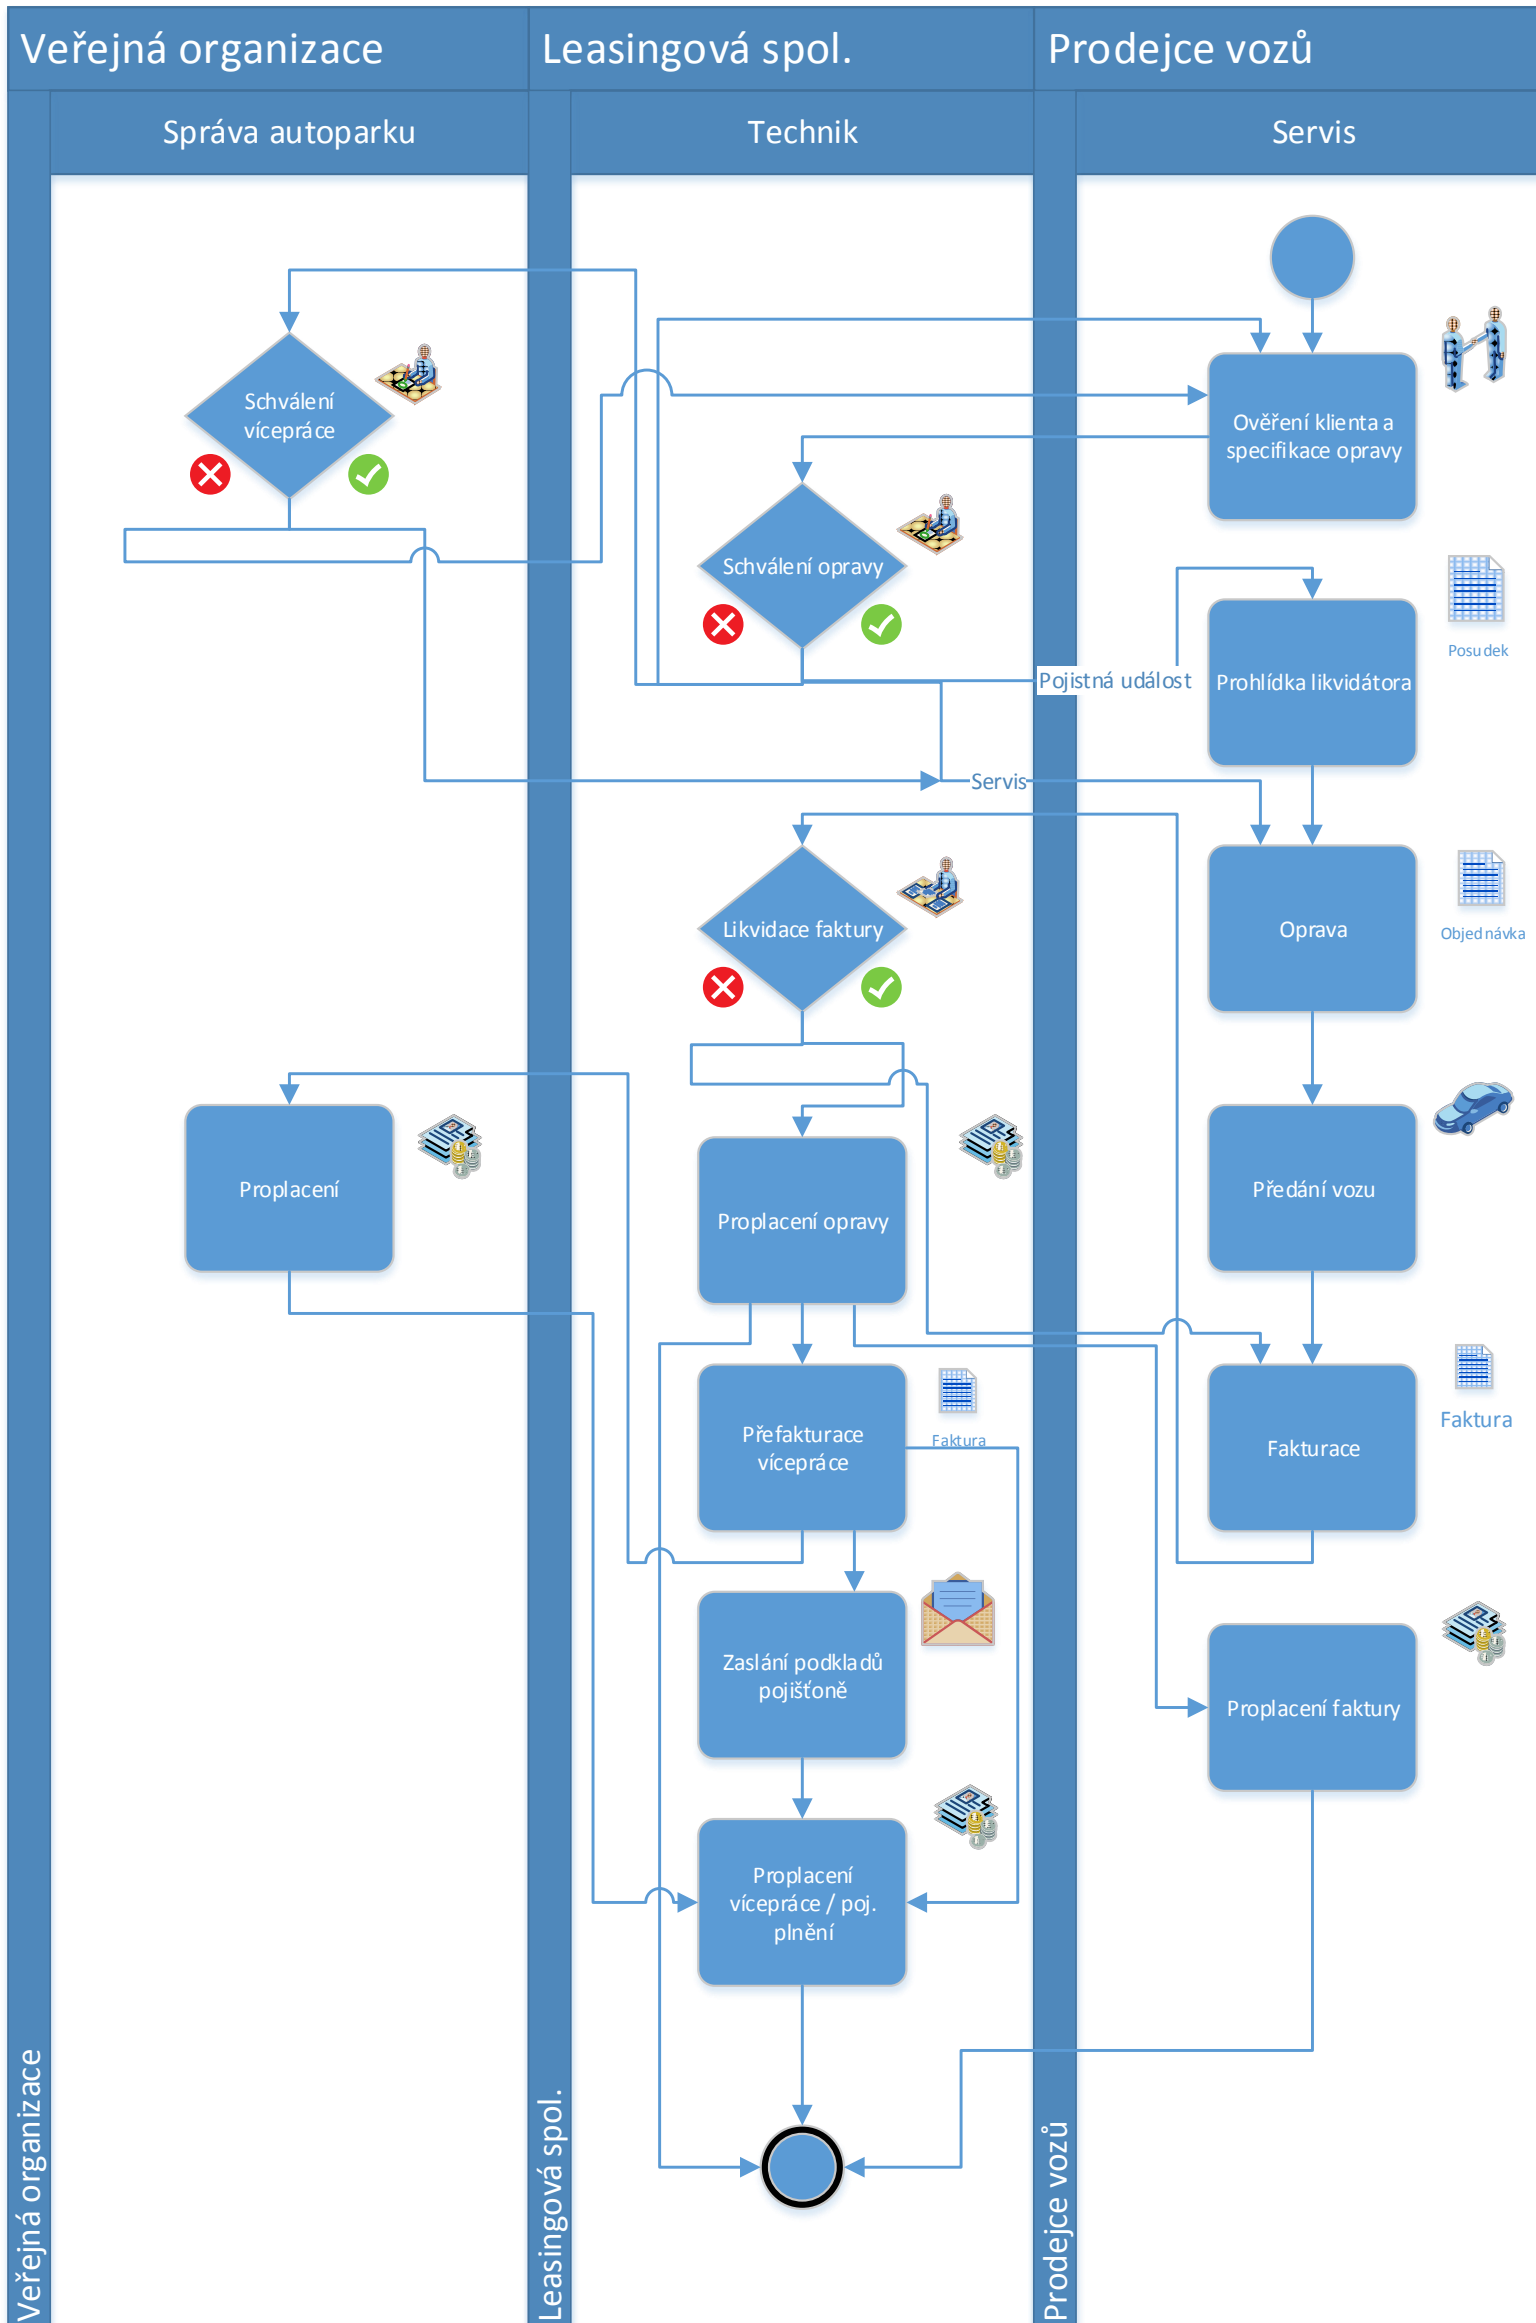 Veřejná organizace
Leasingová spol.
Prodejce vozů
Správa autoparku
Technik
Servis
Schválení
vícepráce
Ověření klienta a
specifikace opravy
Schválení opravy
Posudek
Pojistná událost
Prohlídka likvidátora
Servis
Likvidace faktury
Oprava
Objednávka
Proplacení
Předání vozu
Proplacení opravy
Faktura
Přefakturace
vícepráce
Faktura
Fakturace
Zaslání podkladů
pojišťoně
Proplacení faktury
Proplacení
vícepráce / poj.
plnění
Veřejná organizace
Leasingová spol.
Prodejce vozů